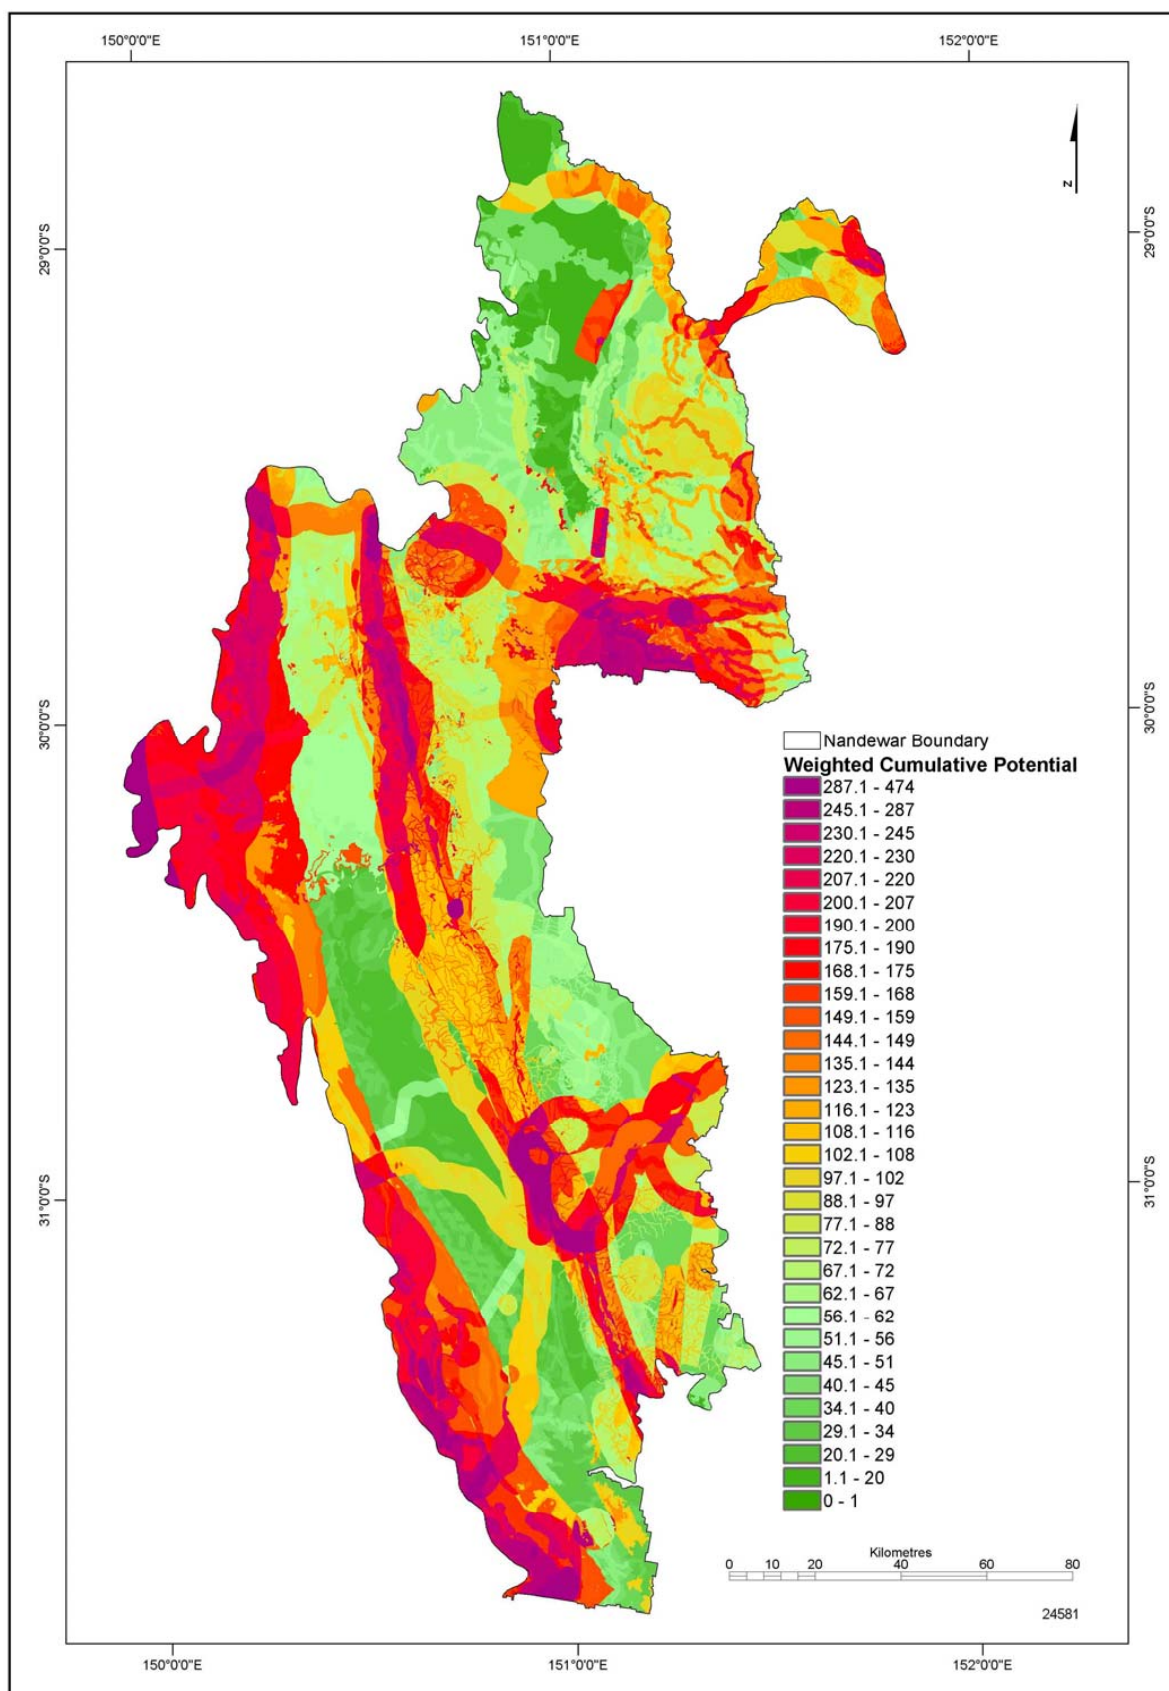 150°0'0"E 151°0'0"E 152°0'0"E
N
29°0'0"S 29°0'0"S
30°0'0"S 30°0'0"S
Nandewar Boundary
Weighted Cumulative Potential
287.1 - 474
245.1 - 287
230.1 - 245
220.1 - 230
207.1 - 220
200.1 - 207
190.1 - 200
175.1 - 190
168.1 - 175
159.1 - 168
149.1 - 159
144.1 - 149
135.1 - 144
123.1 - 135
116.1 - 123
108.1 - 116
102.1 - 108
97.1 - 102
88.1 - 97
77.1 - 88
72.1 - 77
67.1 - 72
62.1 - 67
56.1 - 62
51.1 - 56
45.1 - 51
40.1 - 45
34.1 - 40
29.1 - 34
20.1 - 29
1.1 - 20
0 - 1
31°0'0"S 31°0'0"S
Kilometres
0 10 20 40 60 80
24581
150°0'0"E 151°0'0"E 152°0'0"E